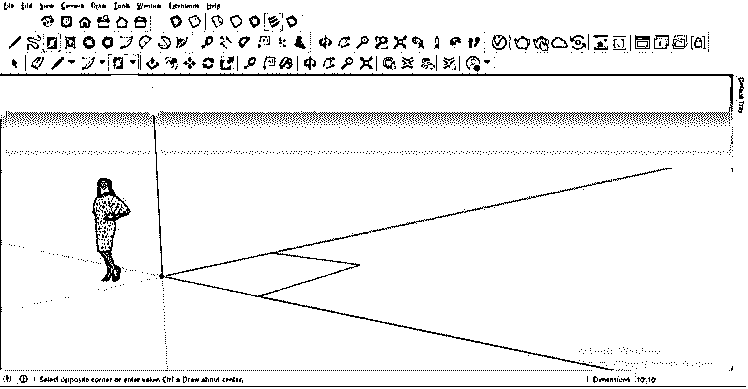 File Edit View Camera Draw Tools Window Extensions Help
Default Tray
Select opposite corner or enter value. Ctrl = Draw about center.
Dimensions 10',10'